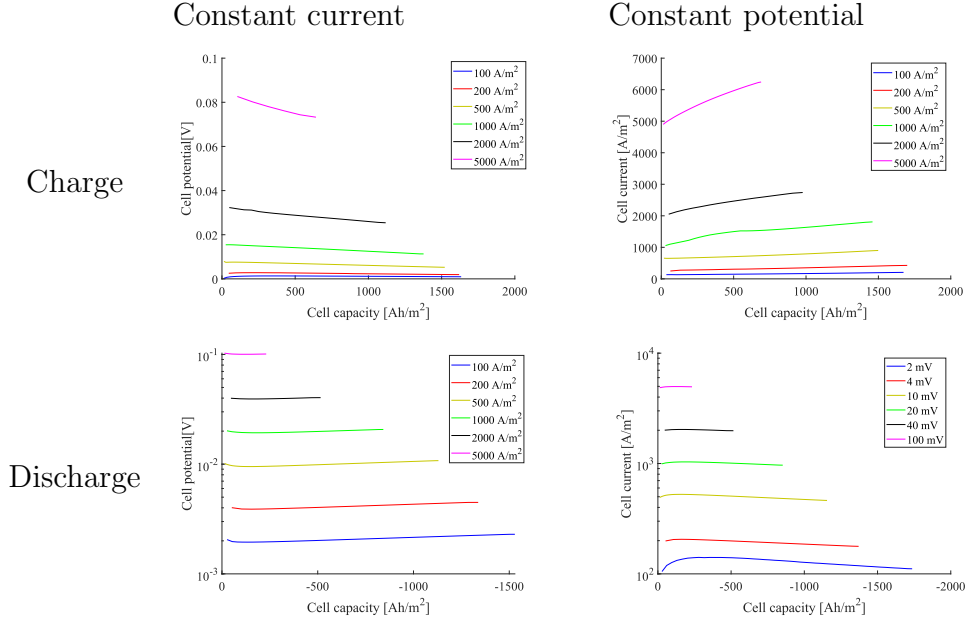 Constant current
Constant potential
Charge
Cell potential[V]
0.1
0.08
0.06
0.04
0.02
0
0 500 1000 1500 2000
Cell capacity [Ah/m²]
100 A/m²
200 A/m²
500 A/m²
1000 A/m²
2000 A/m²
5000 A/m²
Cell current [A/m²]
7000
6000
5000
4000
3000
2000
1000
0
0 500 1000 1500 2000
Cell capacity [Ah/m²]
100 A/m²
200 A/m²
500 A/m²
1000 A/m²
2000 A/m²
5000 A/m²
Discharge
Cell potential[V]
10⁻¹
10⁻²
10⁻³
0 -500 -1000 -1500
Cell capacity [Ah/m²]
100 A/m²
200 A/m²
500 A/m²
1000 A/m²
2000 A/m²
5000 A/m²
Cell current [A/m²]
10⁴
10³
10²
0 -500 -1000 -1500 -2000
Cell capacity [Ah/m²]
2 mV
4 mV
10 mV
20 mV
40 mV
100 mV